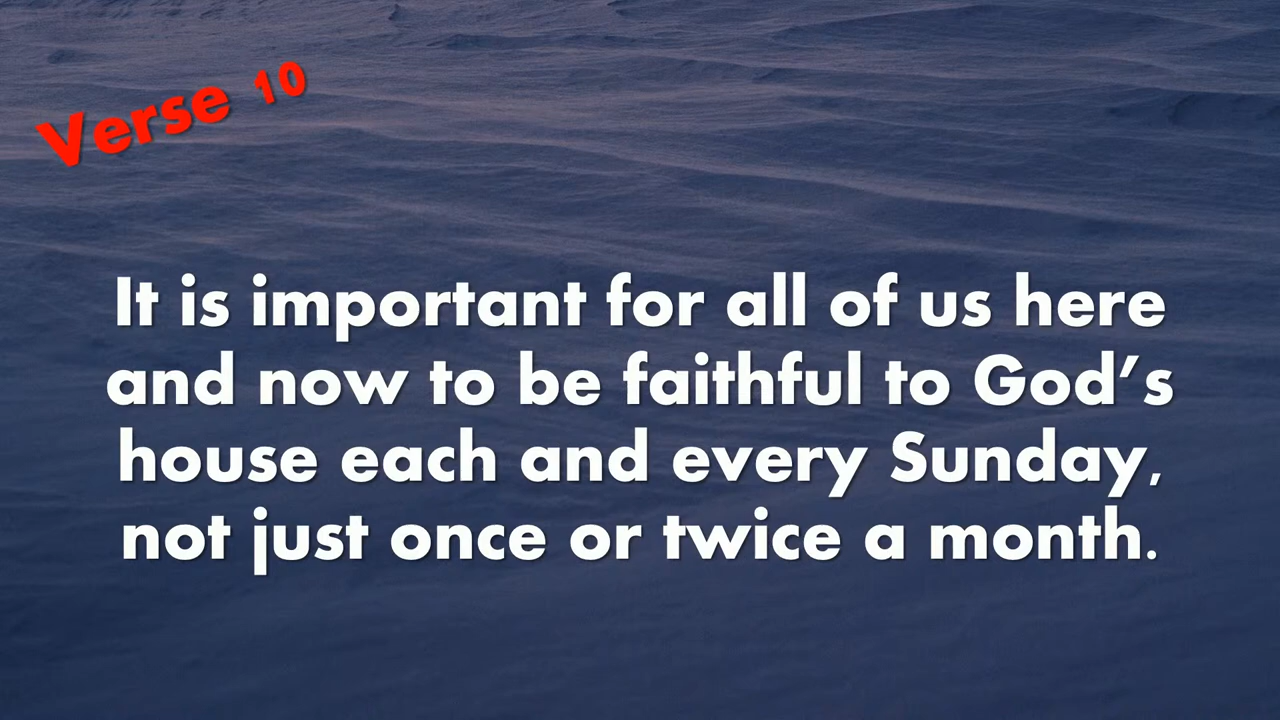 Verse 10
It is important for all of us here
and now to be faithful to God’s
house each and every Sunday,
not just once or twice a month.